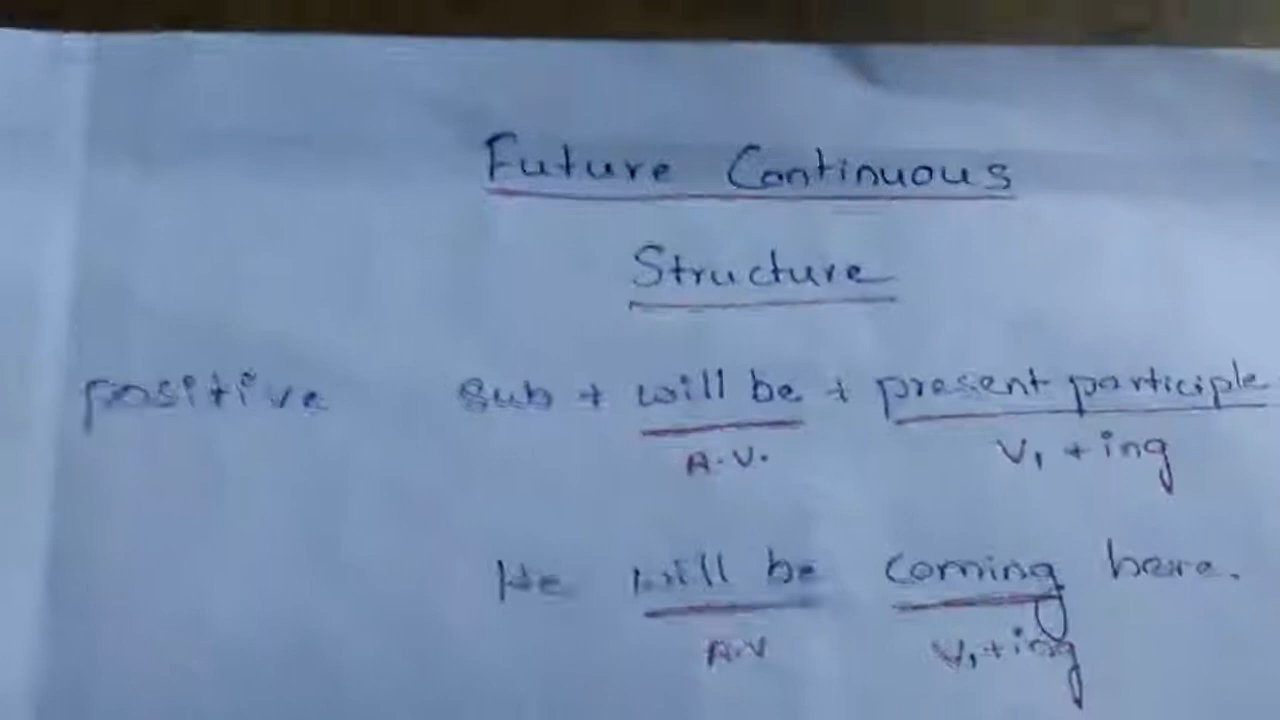 Future Continuous
Structure
positive sub + will be + present participle
A.V. V₁ + ing
He will be coming here.
A.V V₁+ing